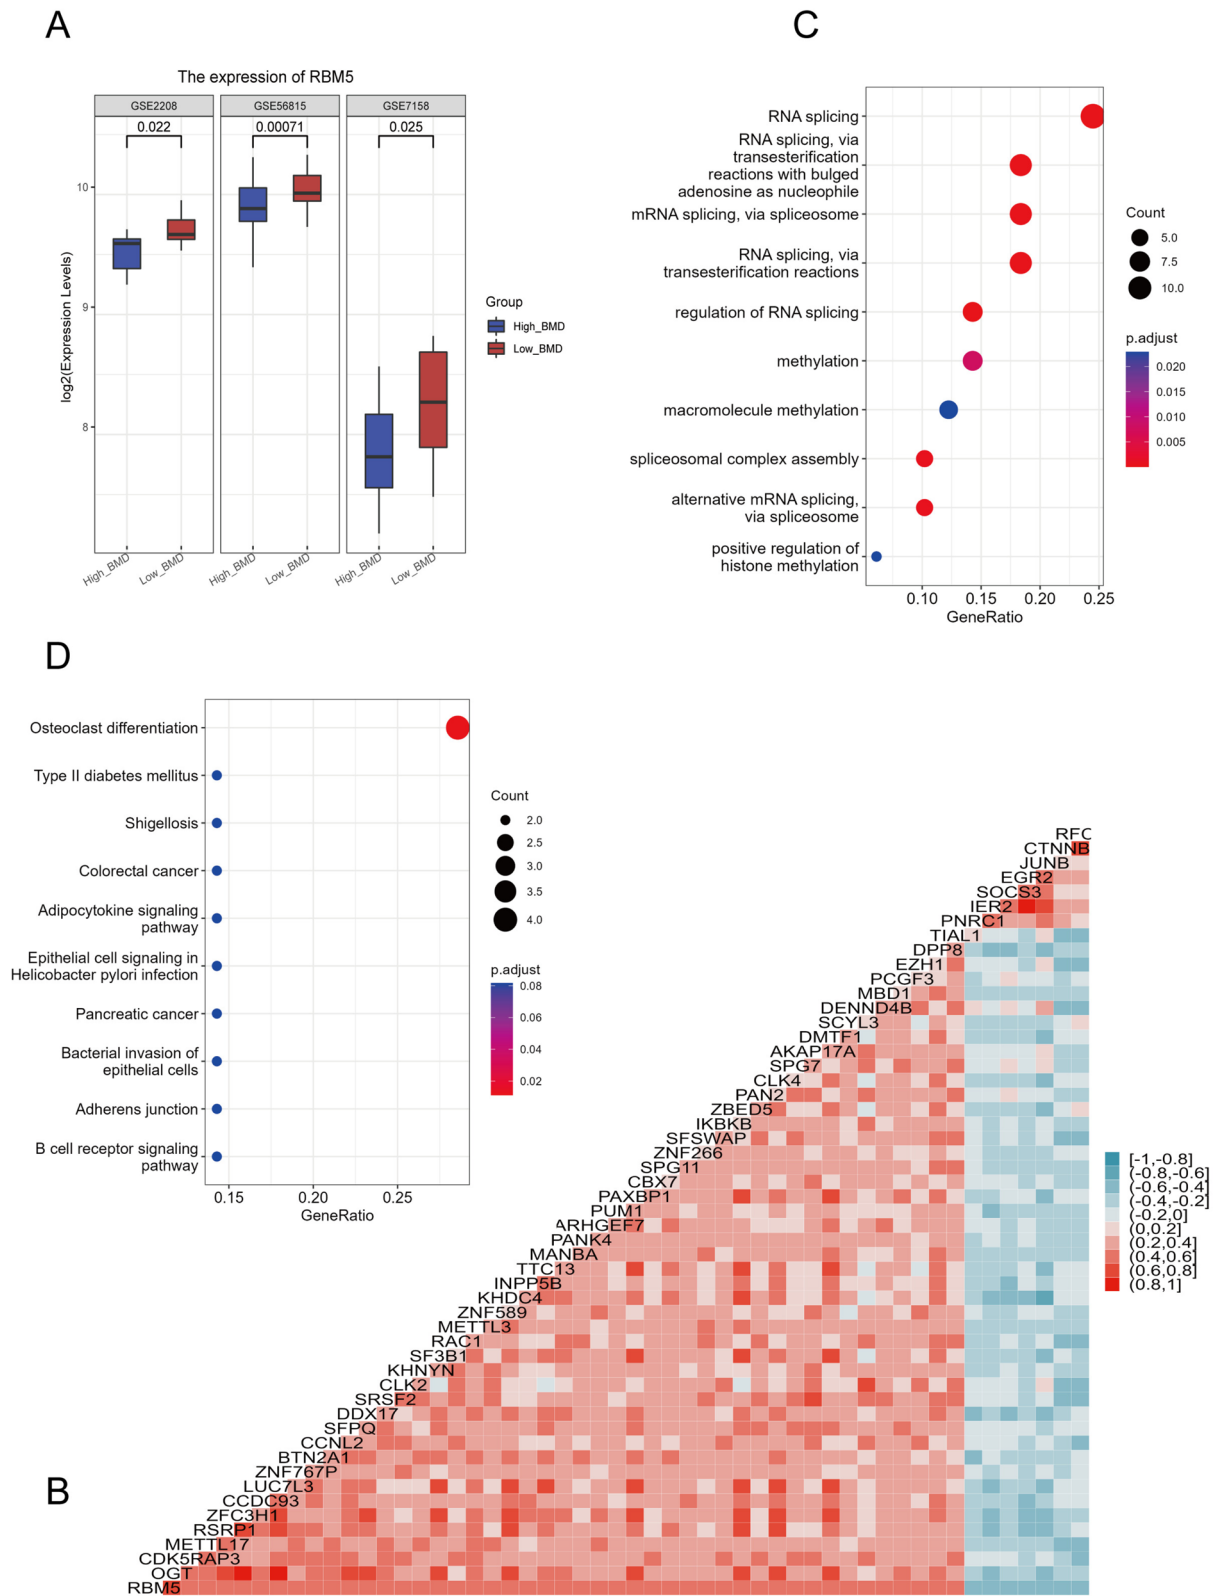 A
The expression of RBM5
GSE2208
GSE56815
GSE7158
0.022
0.00071
0.025
log2(Expression Levels)
10
9
8
High_BMD
Low_BMD
High_BMD
Low_BMD
High_BMD
Low_BMD
Group
High_BMD
Low_BMD
C
RNA splicing
RNA splicing, via
transesterification
reactions with bulged
adenosine as nucleophile
mRNA splicing, via spliceosome
RNA splicing, via
transesterification reactions
regulation of RNA splicing
methylation
macromolecule methylation
spliceosomal complex assembly
alternative mRNA splicing,
via spliceosome
positive regulation of
histone methylation
0.10
0.15
0.20
0.25
GeneRatio
Count
5.0
7.5
10.0
p.adjust
0.020
0.015
0.010
0.005
D
Osteoclast differentiation
Type II diabetes mellitus
Shigellosis
Colorectal cancer
Adipocytokine signaling
pathway
Epithelial cell signaling in
Helicobacter pylori infection
Pancreatic cancer
Bacterial invasion of
epithelial cells
Adherens junction
B cell receptor signaling
pathway
0.15
0.20
0.25
GeneRatio
Count
2.0
2.5
3.0
3.5
4.0
p.adjust
0.08
0.06
0.04
0.02
B
RFC
CTNNB
JUNB
EGR2
SOCS3
IER2
PNRC1
TIAL1
DPP8
EZH1
PCGF3
MBD1
DENND4B
SCYL3
DMTF1
AKAP17A
SPG7
CLK4
PAN2
ZBED5
IKBKB
SFSWAP
ZNF266
SPG11
CBX7
PAXBP1
PUM1
ARHGEF7
PANK4
MANBA
TTC13
INPP5B
KHDC4
ZNF589
METTL3
RAC1
SF3B1
KHNYN
CLK2
SRSF2
DDX17
SFPQ
CCNL2
BTN2A1
ZNF767P
LUC7L3
CCDC93
ZFC3H1
RSRP1
METTL17
CDK5RAP3
OGT
RBM5
[-1,-0.8]
(-0.8,-0.6]
(-0.6,-0.4]
(-0.4,-0.2]
(-0.2,0]
(0,0.2]
(0.2,0.4]
(0.4,0.6]
(0.6,0.8]
(0.8,1]